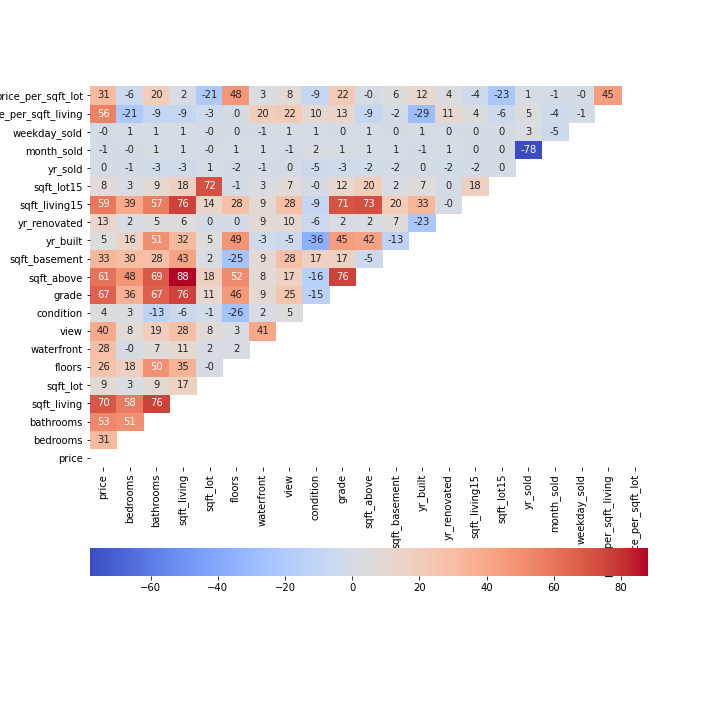 rice_per_sqft_lot 31 -6 20 2 -21 48 3 8 -9 22 -0 6 12 4 -4 -23 1 -1 -0 45
e_per_sqft_living 56 -21 -9 -9 -3 0 20 22 10 13 -9 -2 -29 11 4 -6 5 -4 -1
weekday_sold -0 1 1 1 -0 0 -1 1 0 1 0 -0 1 0 0 0 3 -5
month_sold -1 -0 1 1 -0 1 1 -1 2 1 1 1 -1 1 0 0 -78
yr_sold 0 -1 -3 -3 1 -2 -1 0 -5 -3 -2 -2 0 -2 -2 0
sqft_lot15 8 3 9 18 72 -1 3 7 -0 12 20 2 7 0 18
sqft_living15 59 39 57 76 14 28 9 28 -9 71 73 20 33 -0
yr_renovated 13 2 5 6 0 0 9 10 -6 2 2 7 -23
yr_built 5 16 51 32 5 49 -3 -5 -36 45 42 -13
sqft_basement 33 30 28 43 2 -25 9 28 17 17 -5
sqft_above 61 48 69 88 18 52 8 17 -16 76
grade 67 36 67 76 11 46 9 25 -15
condition 4 3 -13 -6 -1 -26 2 5
view 40 8 19 28 8 3 41
waterfront 28 -0 7 11 2 2
floors 26 18 50 35 -0
sqft_lot 9 3 9 17
sqft_living 70 58 76
bathrooms 53 51
bedrooms 31
price
price bedrooms bathrooms sqft_living sqft_lot floors waterfront view condition grade sqft_above sqft_basement yr_built yr_renovated sqft_living15 sqft_lot15 yr_sold month_sold weekday_sold per_sqft_living ce_per_sqft_lot
−60 −40 −20 0 20 40 60 80